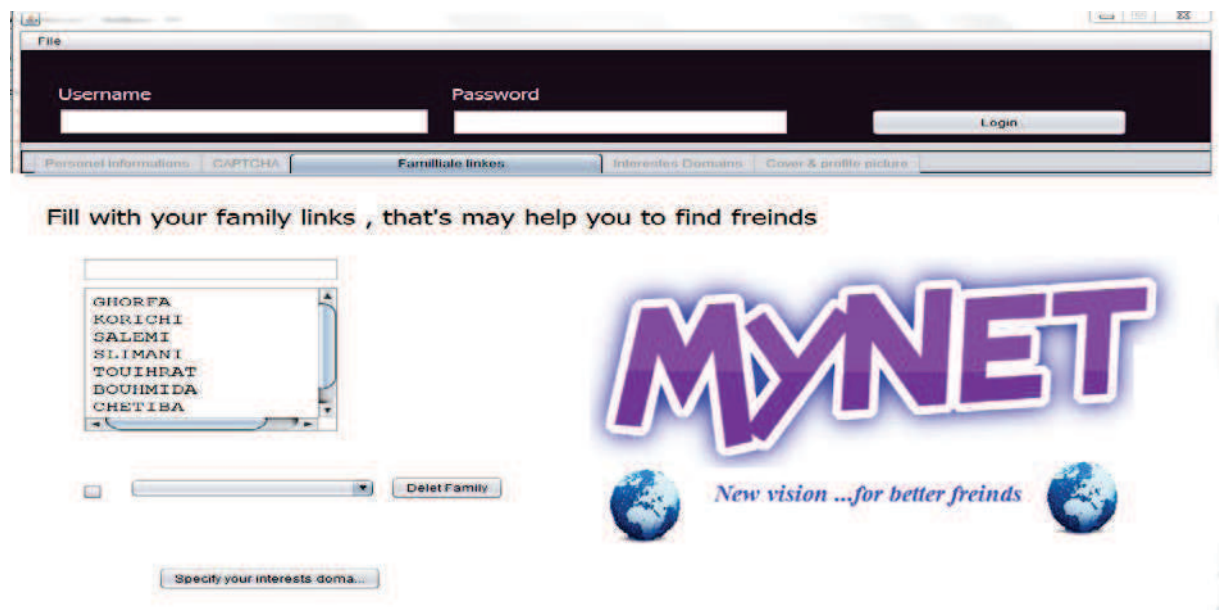 File
Username Password
Login
Personel informations CAPTCHA Familliale linkes Interestes Domains Cover & profile picture
Fill with your family links , that's may help you to find freinds
GHORFA
KORICHI
SALEMI
SLIMANI
TOUIHRAT
BOUHMIDA
CHETIBA
MYNET
Delet Family
New vision ...for better freinds
Specify your interests doma...